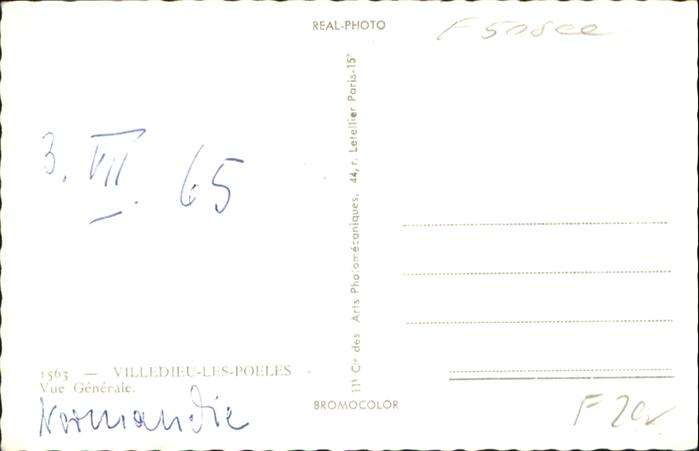 REAL-PHOTO
3. VII. 65
11 Cie des Arts Photomécaniques, 44, r. Letellier Paris-15e
1563 — VILLEDIEU-LES-POELES
Vue Générale.
Normandie
BROMOCOLOR